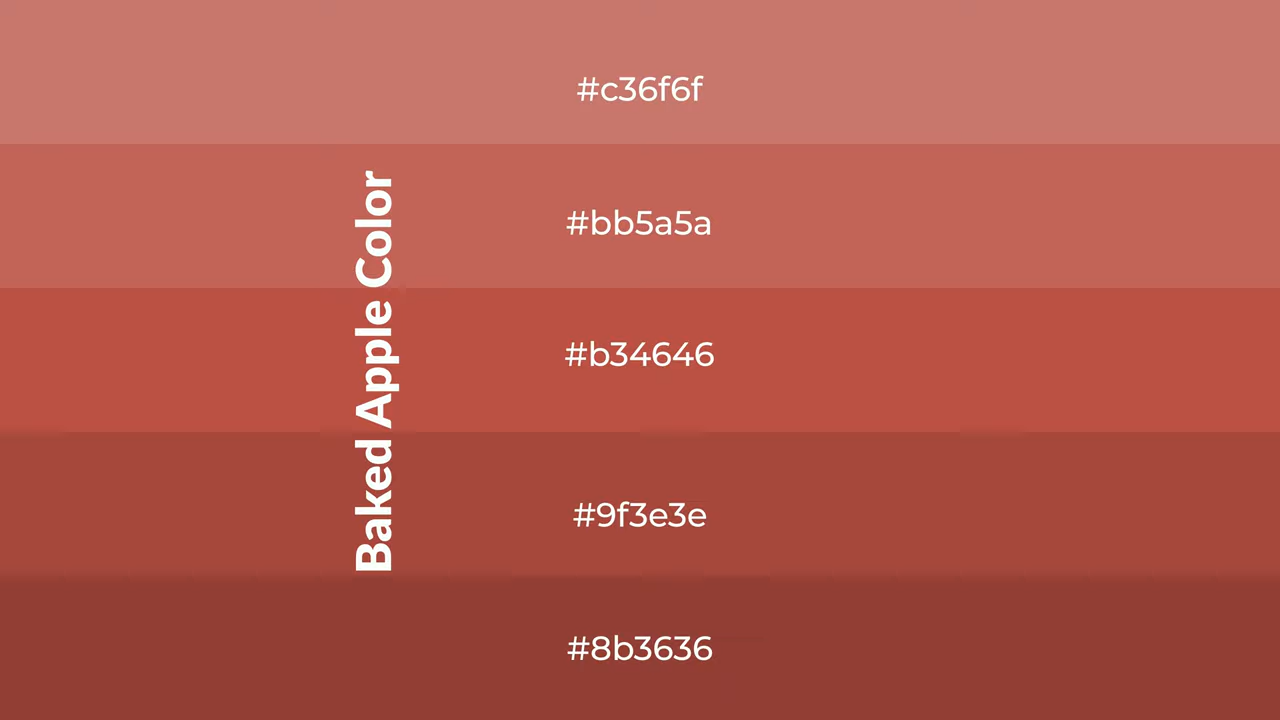 #c36f6f
Baked Apple Color
#bb5a5a
#b34646
#9f3e3e
#8b3636